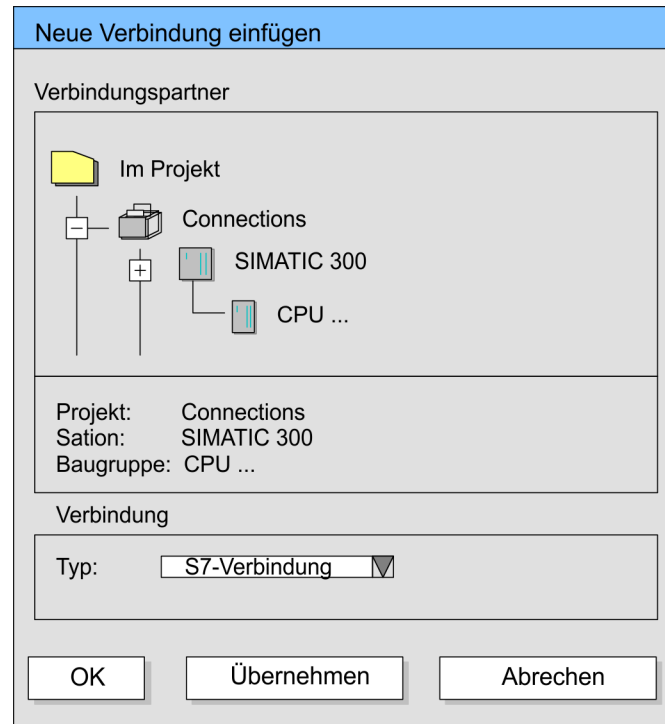 Neue Verbindung einfügen
Verbindungspartner
Im Projekt
Connections
SIMATIC 300
CPU ...
Projekt: Connections
Sation: SIMATIC 300
Baugruppe: CPU ...
Verbindung
Typ: S7-Verbindung
OK Übernehmen Abrechen